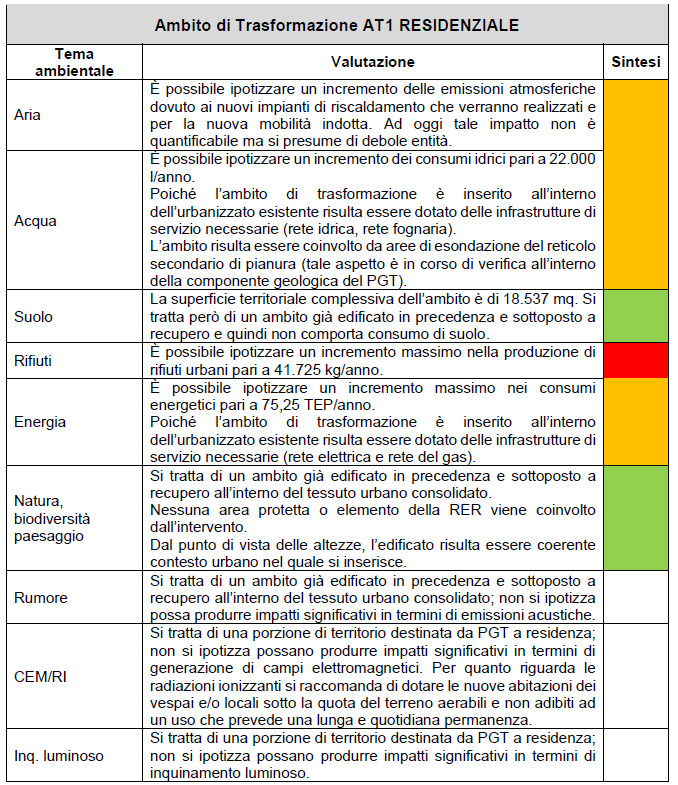 Ambito di Trasformazione AT1 RESIDENZIALE
Tema
ambientale
Valutazione
Sintesi
Aria
È possibile ipotizzare un incremento delle emissioni atmosferiche
dovuto ai nuovi impianti di riscaldamento che verranno realizzati e
per la nuova mobilità indotta. Ad oggi tale impatto non è
quantificabile ma si presume di debole entità.
Acqua
È possibile ipotizzare un incremento dei consumi idrici pari a 22.000
l/anno.
Poiché l’ambito di trasformazione è inserito all’interno
dell’urbanizzato esistente risulta essere dotato delle infrastrutture di
servizio necessarie (rete idrica, rete fognaria).
L’ambito risulta essere coinvolto da aree di esondazione del reticolo
secondario di pianura (tale aspetto è in corso di verifica all’interno
della componente geologica del PGT).
Suolo
La superficie territoriale complessiva dell’ambito è di 18.537 mq. Si
tratta però di un ambito già edificato in precedenza e sottoposto a
recupero e quindi non comporta consumo di suolo.
Rifiuti
È possibile ipotizzare un incremento massimo nella produzione di
rifiuti urbani pari a 41.725 kg/anno.
Energia
È possibile ipotizzare un incremento massimo nei consumi
energetici pari a 75,25 TEP/anno.
Poiché l’ambito di trasformazione è inserito all’interno
dell’urbanizzato esistente risulta essere dotato delle infrastrutture di
servizio necessarie (rete elettrica e rete del gas).
Natura,
biodiversità
paesaggio
Si tratta di un ambito già edificato in precedenza e sottoposto a
recupero all’interno del tessuto urbano consolidato.
Nessuna area protetta o elemento della RER viene coinvolto
dall’intervento.
Dal punto di vista delle altezze, l’edificato risulta essere coerente
contesto urbano nel quale si inserisce.
Rumore
Si tratta di un ambito già edificato in precedenza e sottoposto a
recupero all’interno del tessuto urbano consolidato; non si ipotizza
possa produrre impatti significativi in termini di emissioni acustiche.
CEM/RI
Si tratta di una porzione di territorio destinata da PGT a residenza;
non si ipotizza possano produrre impatti significativi in termini di
generazione di campi elettromagnetici. Per quanto riguarda le
radiazioni ionizzanti si raccomanda di dotare le nuove abitazioni dei
vespai e/o locali sotto la quota del terreno aerabili e non adibiti ad
un uso che prevede una lunga e quotidiana permanenza.
Inq. luminoso
Si tratta di una porzione di territorio destinata da PGT a residenza;
non si ipotizza possano produrre impatti significativi in termini di
inquinamento luminoso.